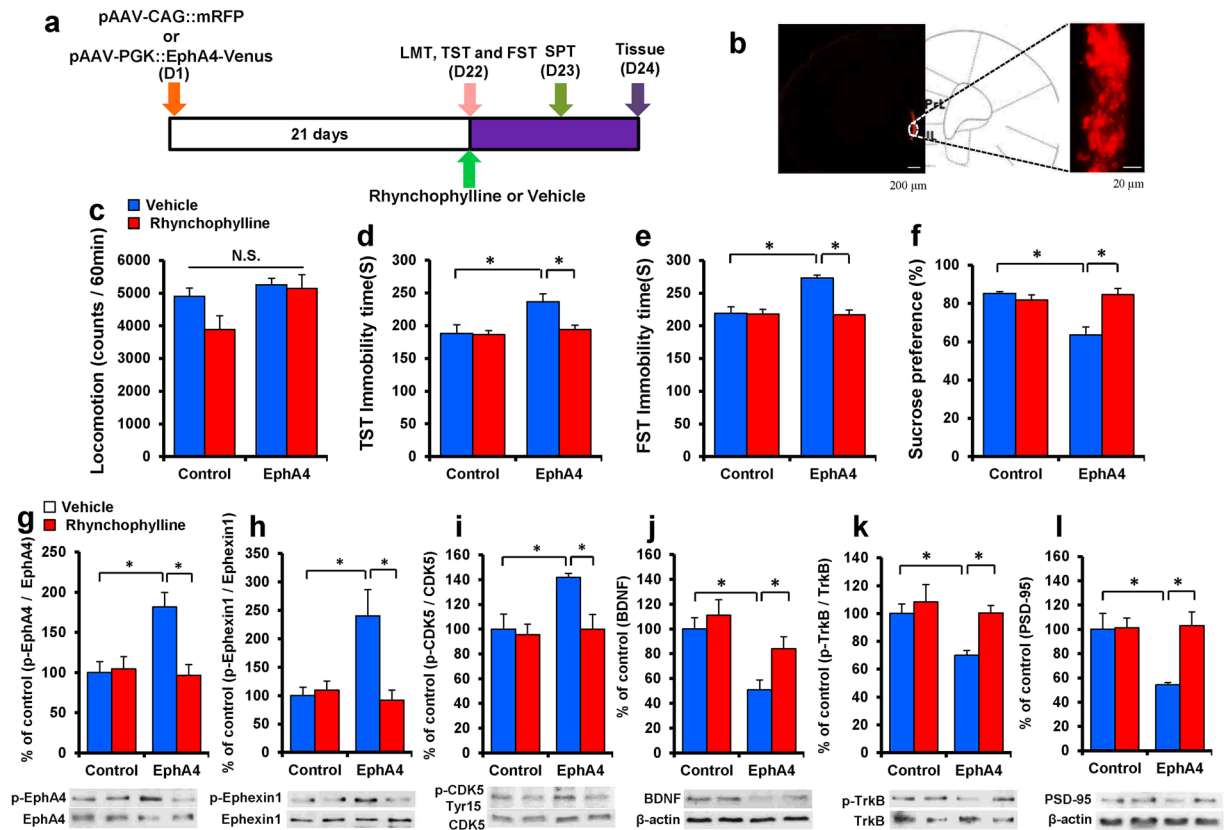 a
pAAV-CAG::mRFP
or
pAAV-PGK::EphA4-Venus
(D1)
LMT, TST and FST
(D22)
SPT
(D23)
Tissue
(D24)
21 days
Rhynchophylline or Vehicle
b
PrL
IL
200 μm
20 μm
Vehicle
Rhynchophylline
c
Locomotion (counts / 60min)
6000
5000
4000
3000
2000
1000
0
N.S.
Control
EphA4
d
TST Immobility time(S)
300
250
200
150
100
50
0
*
*
Control
EphA4
e
FST Immobility time(S)
300
250
200
150
100
50
0
*
*
Control
EphA4
f
Sucrose preference (%)
100
80
60
40
20
0
*
*
Control
EphA4
Vehicle
Rhynchophylline
g
% of control (p-EphA4 / EphA4)
250
200
150
100
50
0
*
*
Control
EphA4
p-EphA4
EphA4
h
% of control (p-Ephexin1 / Ephexin1)
350
300
250
200
150
100
50
0
*
*
Control
EphA4
p-Ephexin1
Ephexin1
i
% of control (p-CDK5 / CDK5)
160
140
120
100
80
60
40
20
0
*
*
Control
EphA4
p-CDK5
Tyr15
CDK5
j
% of control (BDNF)
160
140
120
100
80
60
40
20
0
*
*
Control
EphA4
BDNF
β-actin
k
% of control (p-TrkB / TrkB)
160
140
120
100
80
60
40
20
0
*
*
Control
EphA4
p-TrkB
TrkB
l
% of control (PSD-95)
160
140
120
100
80
60
40
20
0
*
*
Control
EphA4
PSD-95
β-actin